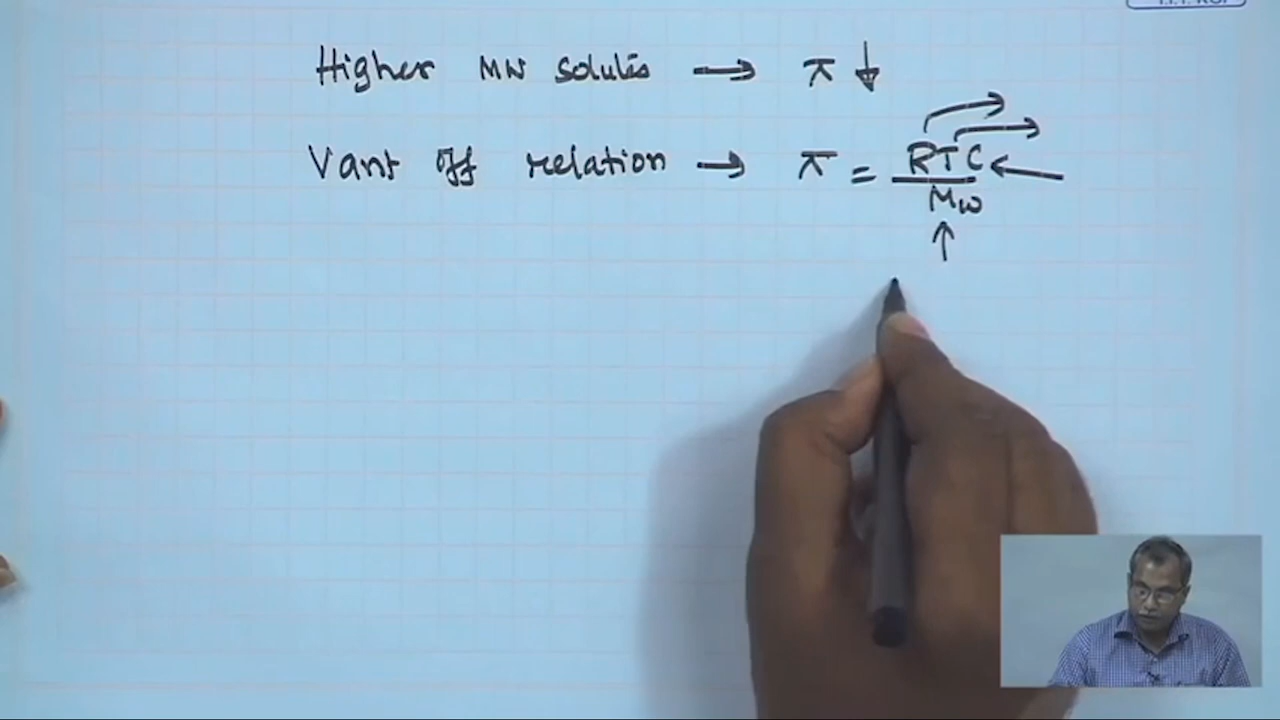 Higher MW solutes → π ↓
Vant off relation → π = RTC / Mw